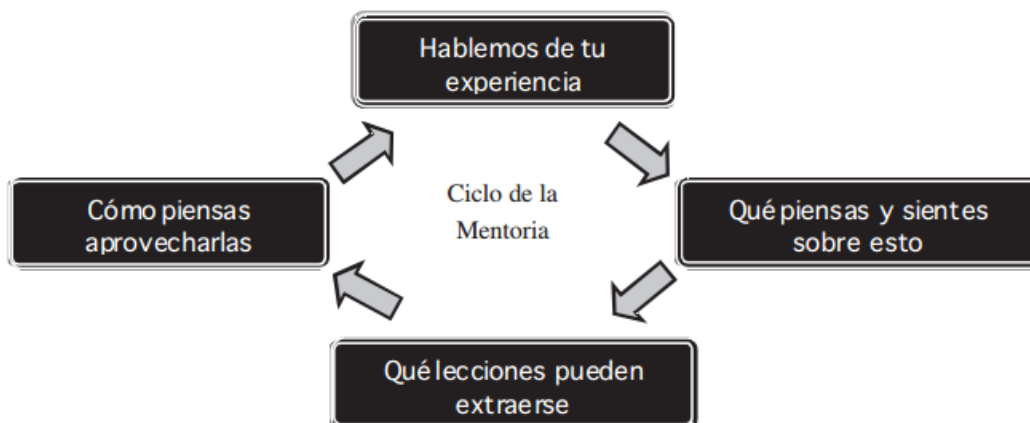 Hablemos de tu
experiencia
Ciclo de la
Mentoria
Cómo piensas
aprovecharlas
Qué piensas y sientes
sobre esto
Qué lecciones pueden
extraerse